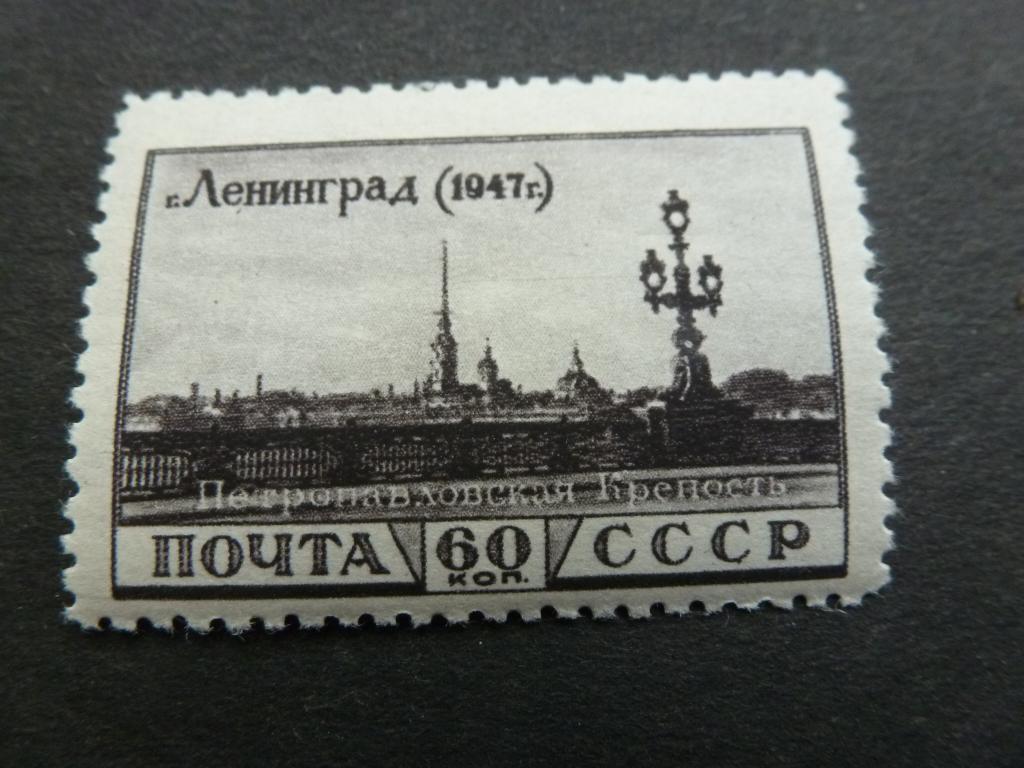 г. Ленинград (1947г.)
Петропавловская Крепость
ПОЧТА 60 КОП. СССР